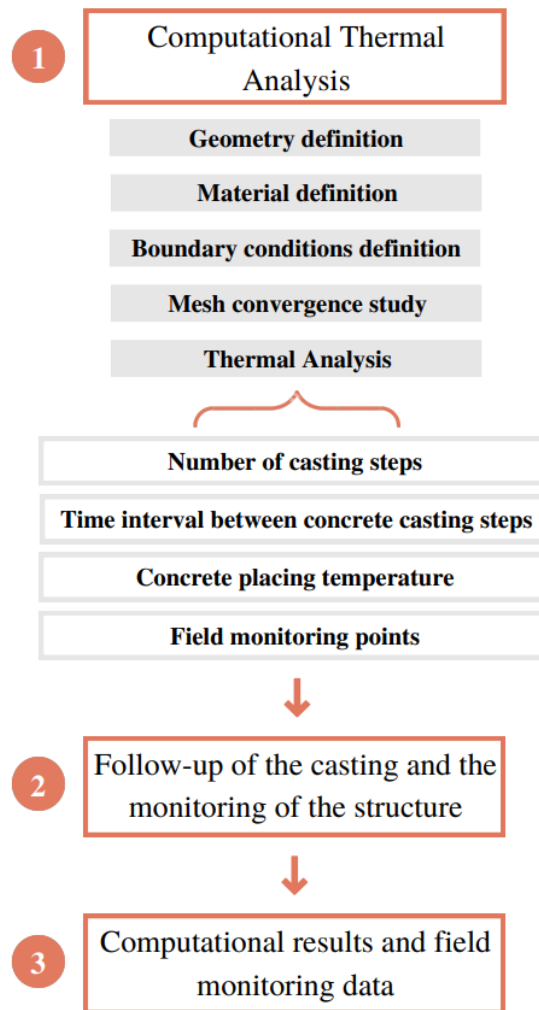 1
Computational Thermal
Analysis
Geometry definition
Material definition
Boundary conditions definition
Mesh convergence study
Thermal Analysis
Number of casting steps
Time interval between concrete casting steps
Concrete placing temperature
Field monitoring points
2
Follow-up of the casting and the
monitoring of the structure
3
Computational results and field
monitoring data